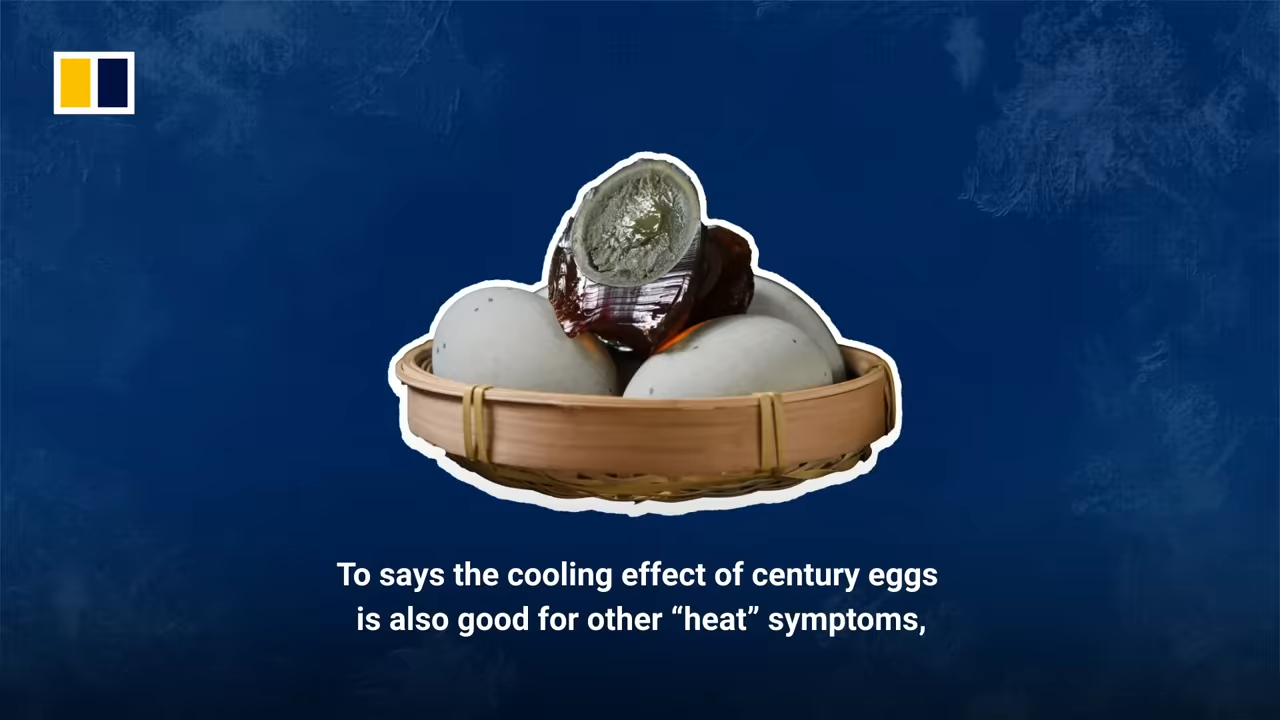 To says the cooling effect of century eggs
is also good for other “heat” symptoms,